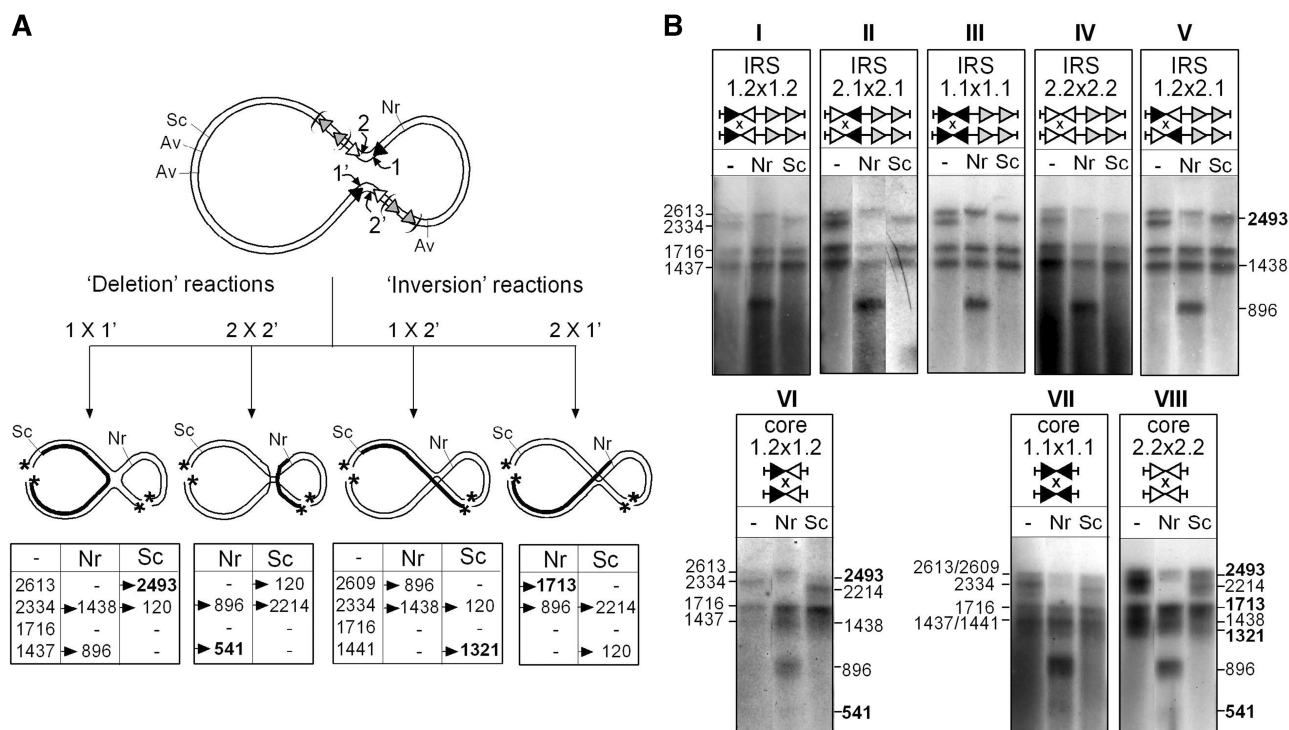 A
Sc
Av
Av
Nr
2
1
1'
2'
Av
'Deletion' reactions
'Inversion' reactions
1 X 1'
2 X 2'
1 X 2'
2 X 1'
Sc Nr
Nr
Sc Nr
Nr
* * * *
* * * *
* * * *
* * * *
- Nr Sc
2613 - 2493
2334 1438 120
1716 - -
1437 896 -
Nr Sc
- 120
896 2214
- -
541 -
- Nr Sc
2609 896 -
2334 1438 120
1716 - -
1441 - 1321
Nr Sc
1713 -
896 2214
- -
- 120
B
I II III IV V
IRS IRS IRS IRS IRS
1.2x1.2 2.1x2.1 1.1x1.1 2.2x2.2 1.2x2.1
x x x x x
- Nr Sc - Nr Sc - Nr Sc - Nr Sc - Nr Sc
2613
2334
1716
1437
2493
1438
896
VI VII VIII
core core core
1.2x1.2 1.1x1.1 2.2x2.2
x x x
- Nr Sc - Nr Sc - Nr Sc
2613
2334
1716
1437
2493
2214
1438
896
541
2613/2609
2334
1716
1437/1441
2493
2214
1713
1438
1321
896
541